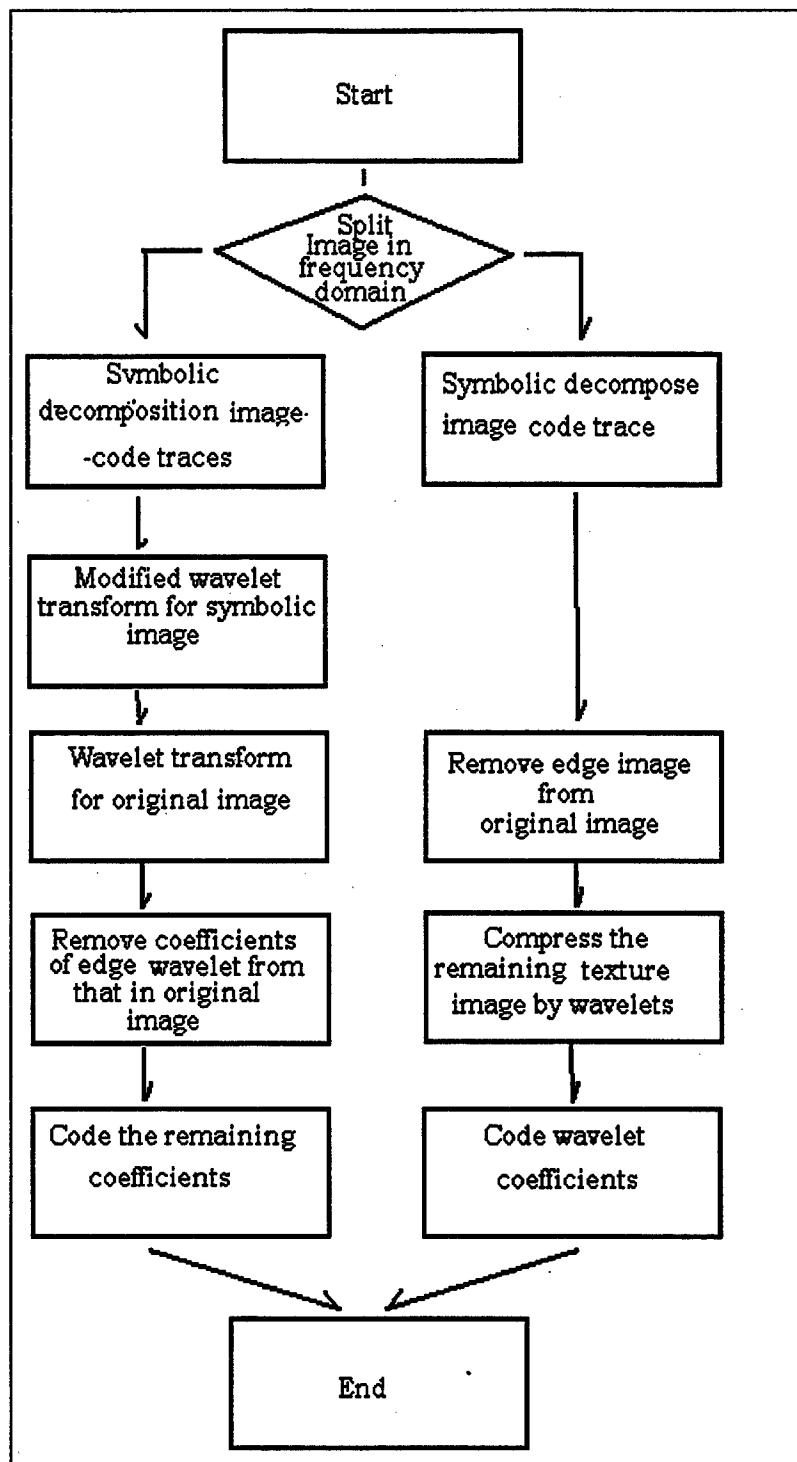 Start
Split
Image in
frequency
domain
Symbolic
decomposition image-
-code traces
Symbolic decompose
image code trace
Modified wavelet
transform for symbolic
image
Wavelet transform
for original image
Remove edge image
from
original image
Remove coefficients
of edge wavelet from
that in original
image
Compress the
remaining texture
image by wavelets
Code the remaining
coefficients
Code wavelet
coefficients
End